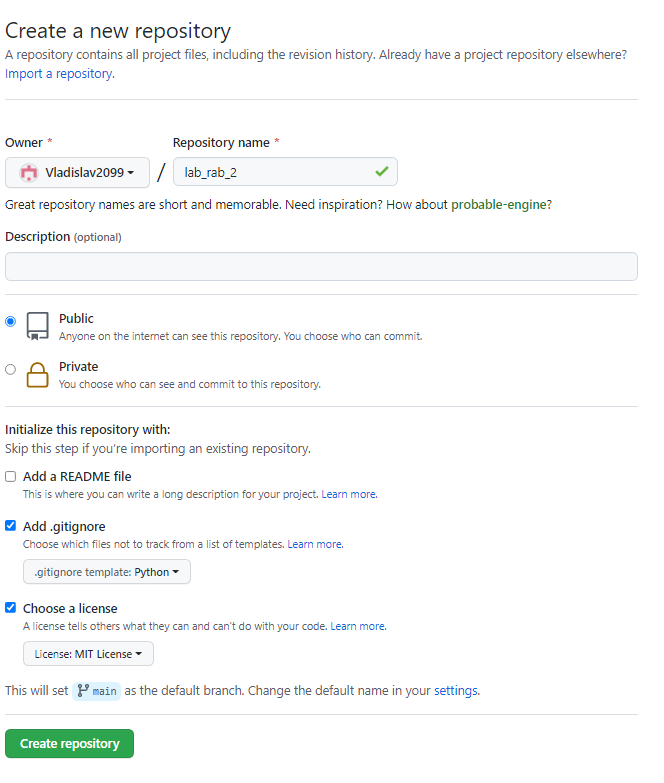 Create a new repository
A repository contains all project files, including the revision history. Already have a project repository elsewhere?
Import a repository.
Owner * Repository name *
Vladislav2099 / lab_rab_2
Great repository names are short and memorable. Need inspiration? How about probable-engine?
Description (optional)
Public
Anyone on the internet can see this repository. You choose who can commit.
Private
You choose who can see and commit to this repository.
Initialize this repository with:
Skip this step if you're importing an existing repository.
Add a README file
This is where you can write a long description for your project. Learn more.
Add .gitignore
Choose which files not to track from a list of templates. Learn more.
.gitignore template: Python
Choose a license
A license tells others what they can and can't do with your code. Learn more.
License: MIT License
This will set main as the default branch. Change the default name in your settings.
Create repository